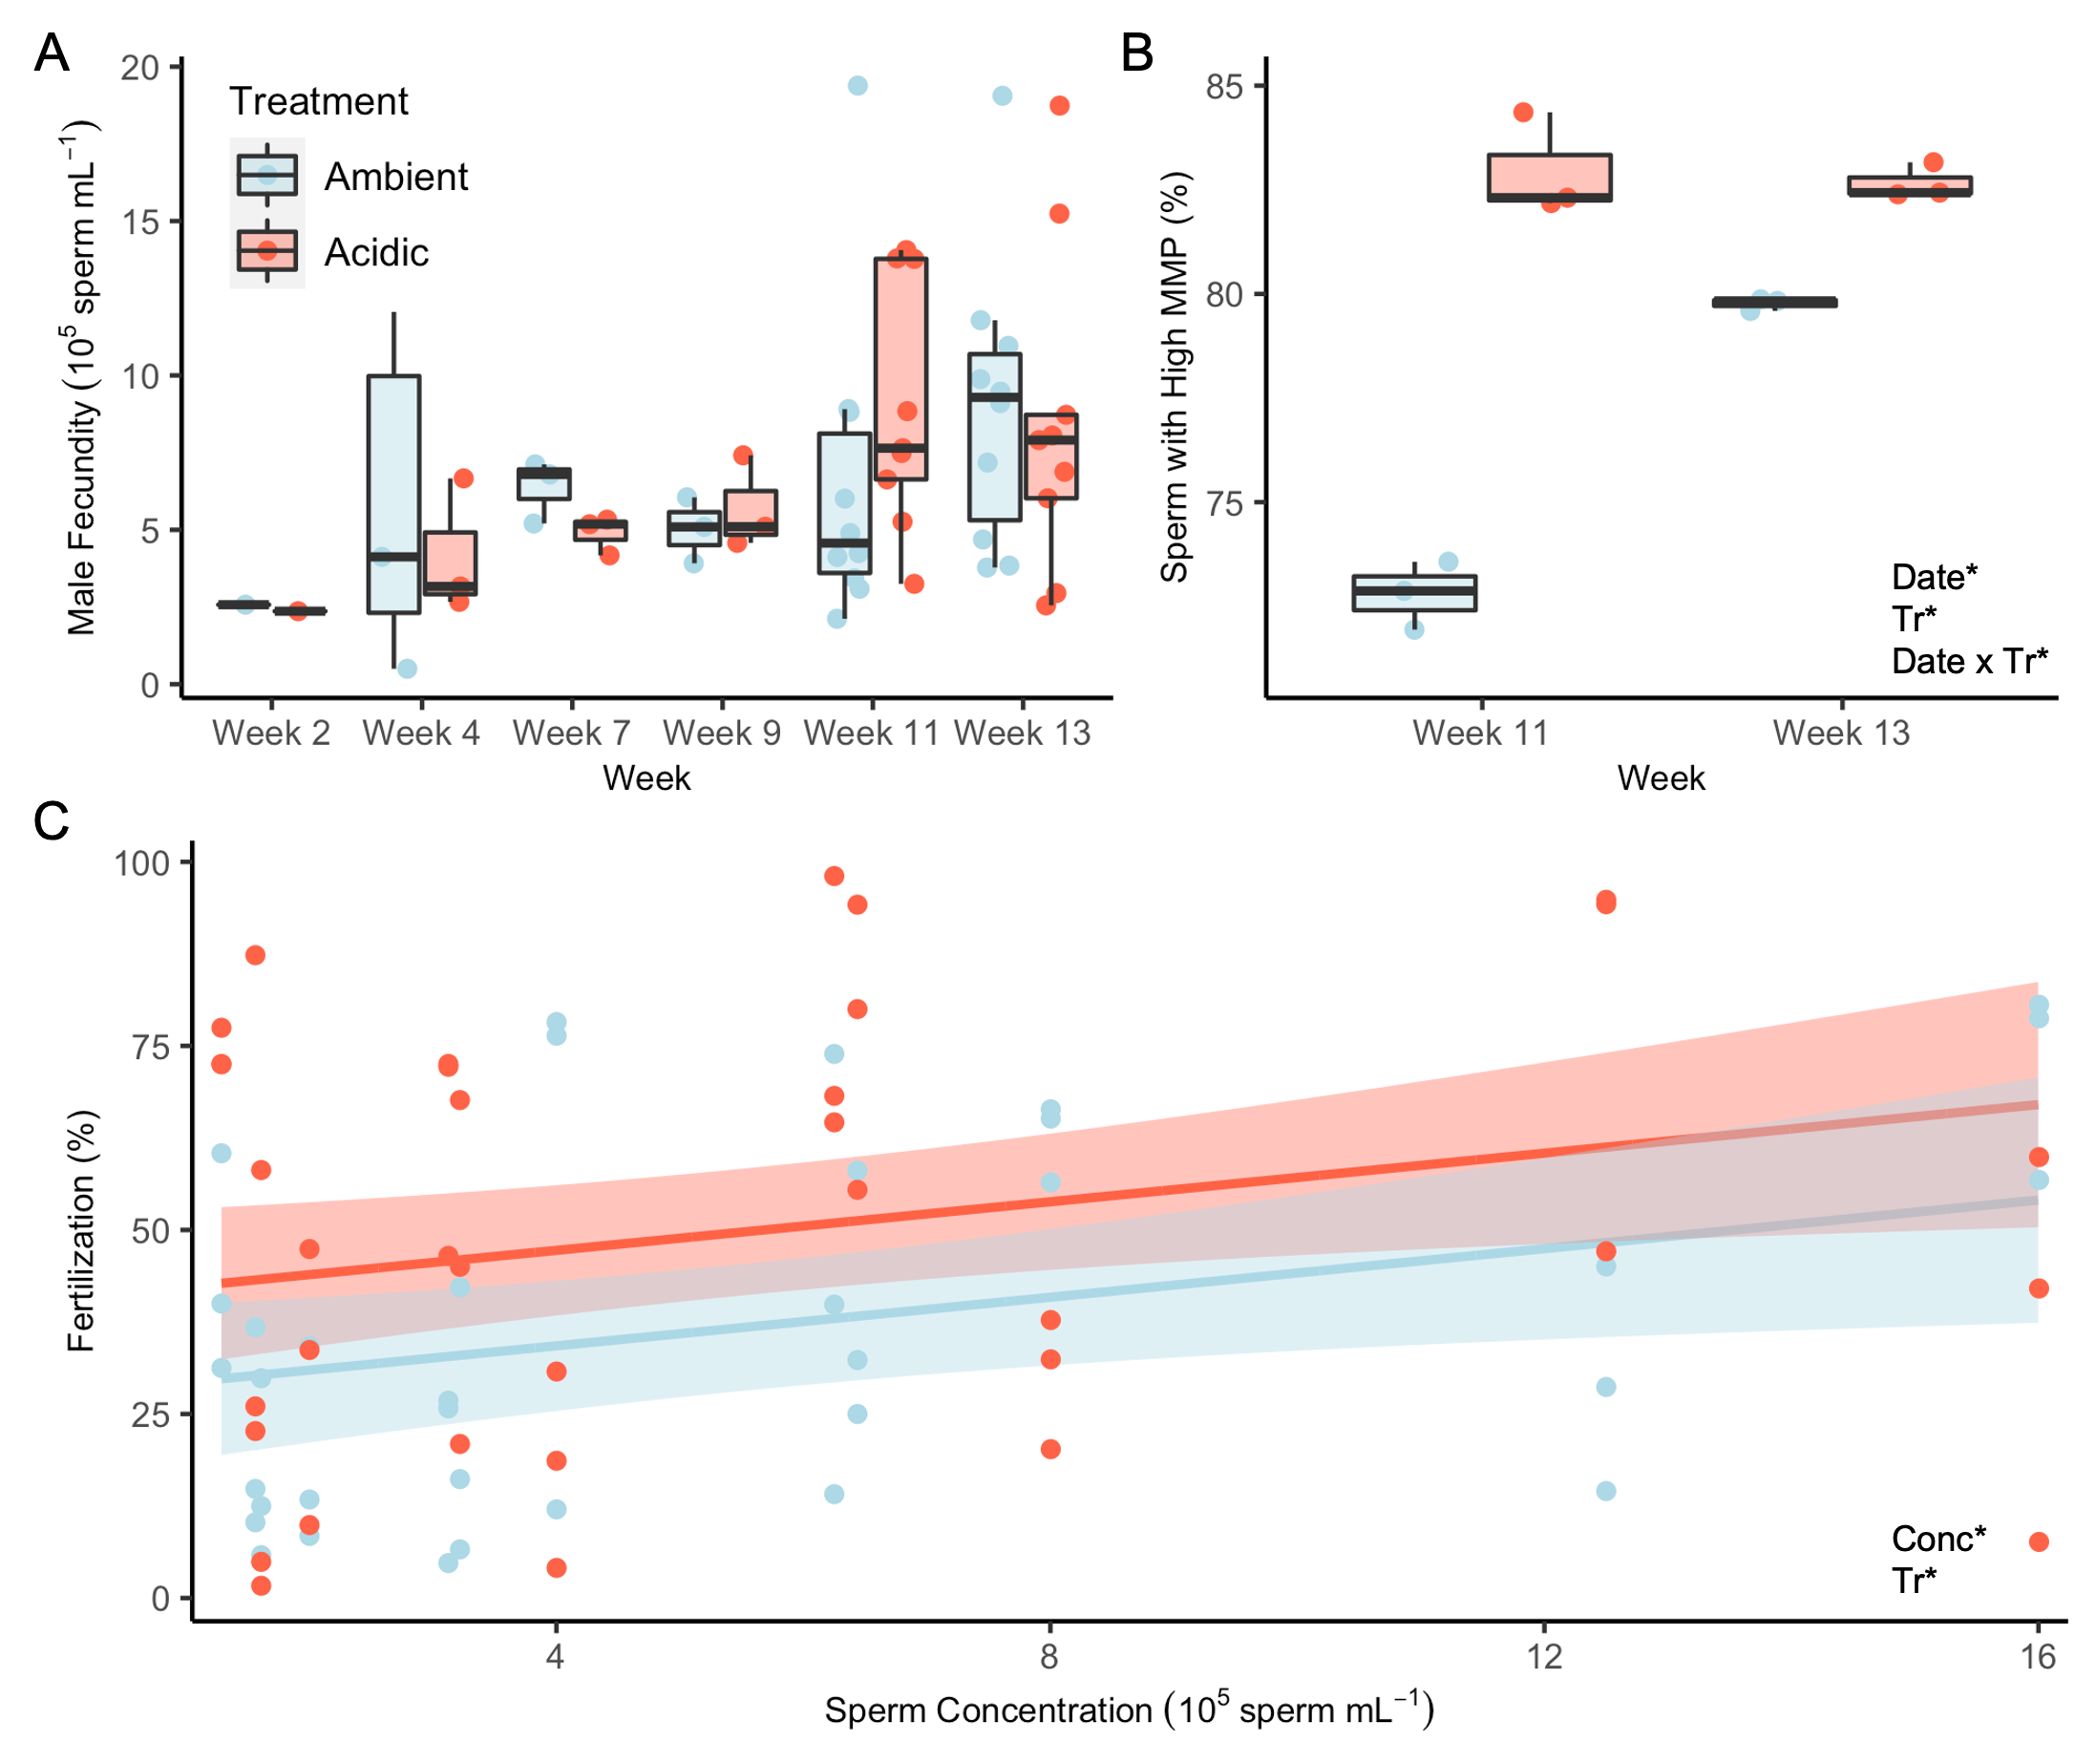 A
20
15
10
5
0
Male Fecundity (10⁵ sperm mL⁻¹)
Treatment
Ambient
Acidic
Week 2 Week 4 Week 7 Week 9 Week 11 Week 13
Week
B
85
80
75
Sperm with High MMP (%)
Date*
Tr*
Date x Tr*
Week 11 Week 13
Week
C
100
75
50
25
0
Fertilization (%)
Conc*
Tr*
4 8 12 16
Sperm Concentration (10⁵ sperm mL⁻¹)